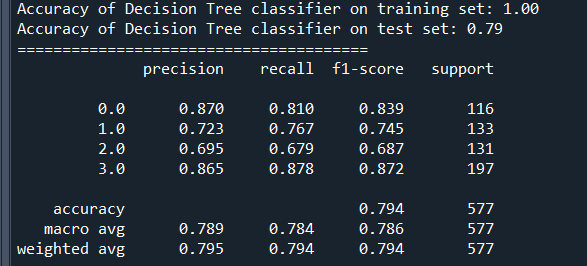 Accuracy of Decision Tree classifier on training set: 1.00
Accuracy of Decision Tree classifier on test set: 0.79
=======================================
precision recall f1-score support
0.0 0.870 0.810 0.839 116
1.0 0.723 0.767 0.745 133
2.0 0.695 0.679 0.687 131
3.0 0.865 0.878 0.872 197
accuracy 0.794 577
macro avg 0.789 0.784 0.786 577
weighted avg 0.795 0.794 0.794 577